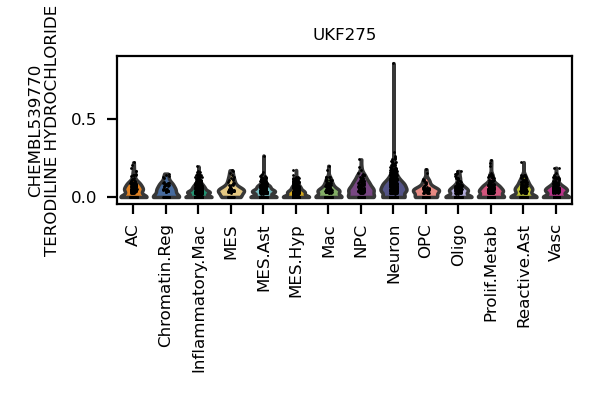 UKF275
CHEMBL539770
TERODILINE HYDROCHLORIDE
0.5
0.0
AC
Chromatin.Reg
Inflammatory.Mac
MES
MES.Ast
MES.Hyp
Mac
NPC
Neuron
OPC
Oligo
Prolif.Metab
Reactive.Ast
Vasc